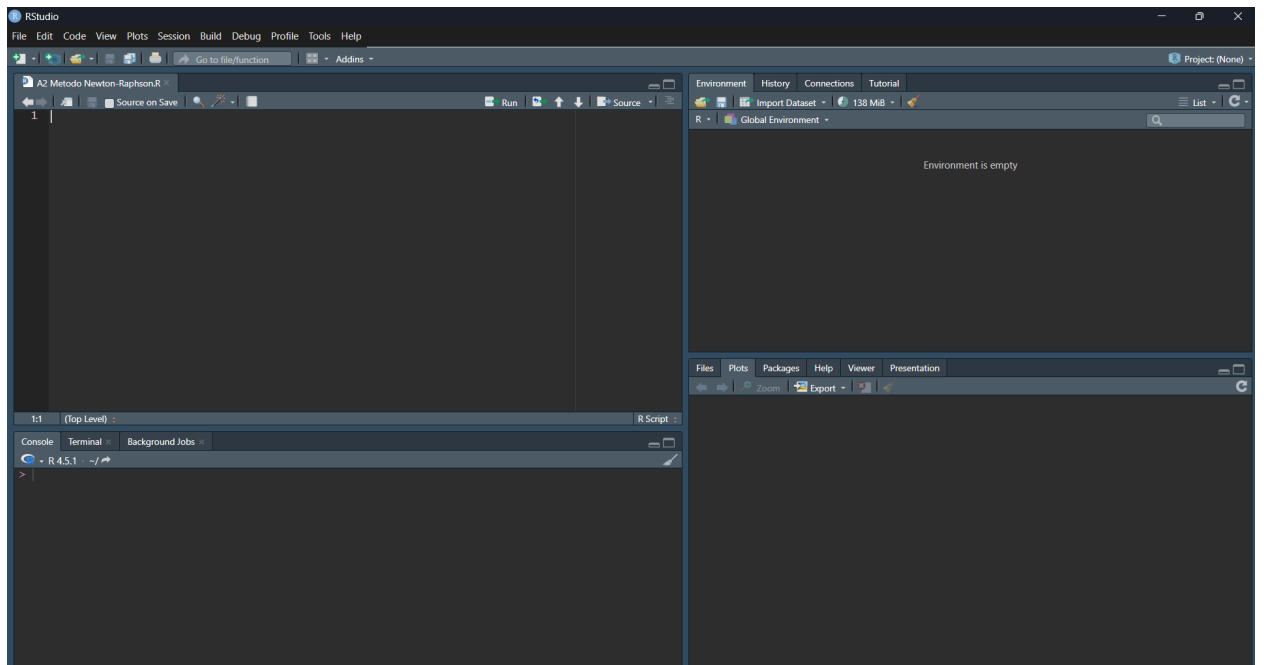 RStudio
File Edit Code View Plots Session Build Debug Profile Tools Help
Go to file/function Addins Project: (None)
A2 Metodo Newton-Raphson.R
Source on Save Run Source
1
1:1 (Top Level) R Script
Console Terminal Background Jobs
R 4.5.1 · ~/
>
Environment History Connections Tutorial
Import Dataset 138 MiB List
R Global Environment
Environment is empty
Files Plots Packages Help Viewer Presentation
Zoom Export